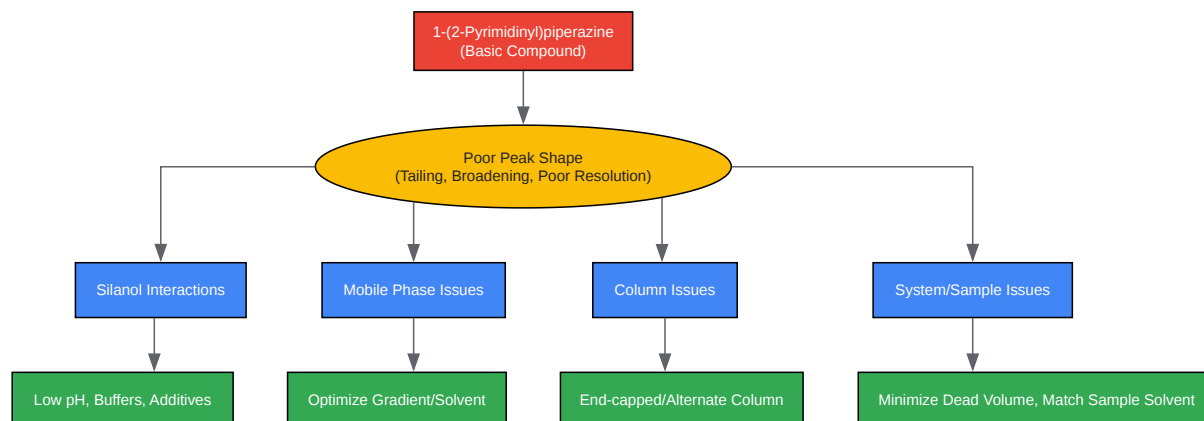 1-(2-Pyrimidinyl)piperazine
(Basic Compound)
Poor Peak Shape
(Tailing, Broadening, Poor Resolution)
Silanol Interactions
Mobile Phase Issues
Column Issues
System/Sample Issues
Low pH, Buffers, Additives
Optimize Gradient/Solvent
End-capped/Alternate Column
Minimize Dead Volume, Match Sample Solvent